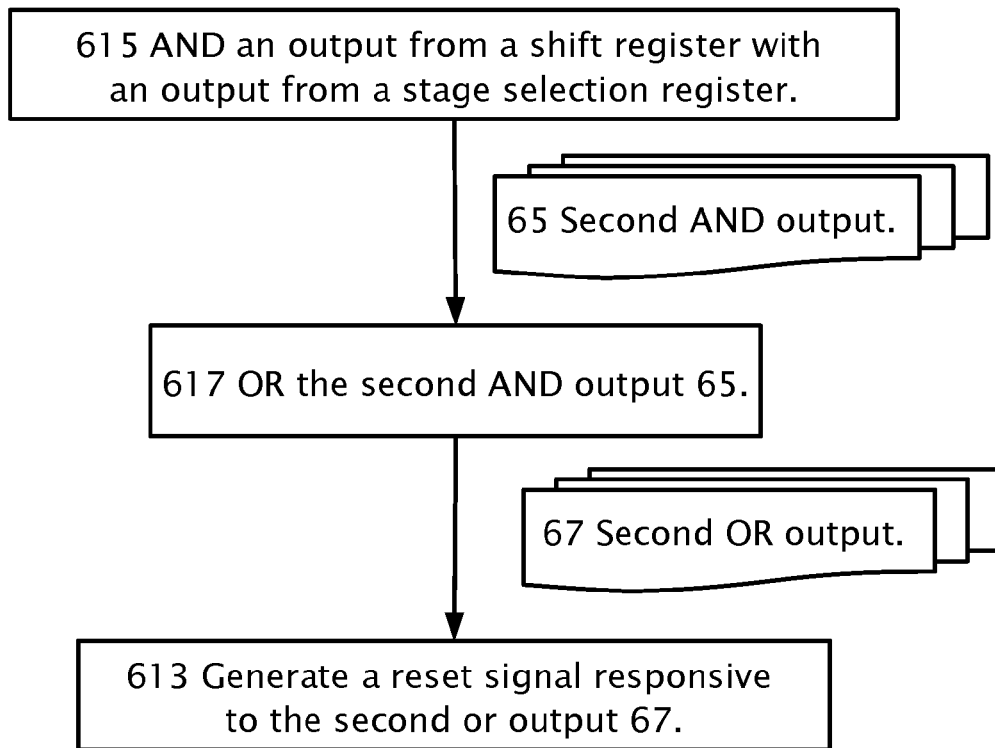 615 AND an output from a shift register with
an output from a stage selection register.
65 Second AND output.
617 OR the second AND output 65.
67 Second OR output.
613 Generate a reset signal responsive
to the second or output 67.